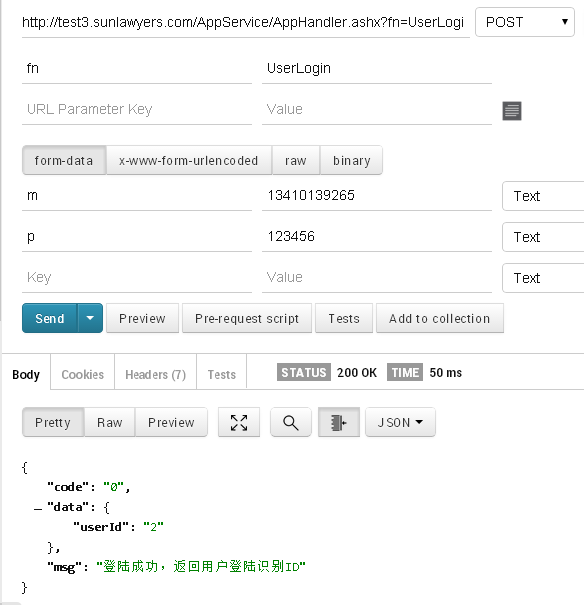 http://test3.sunlawyers.com/AppService/AppHandler.ashx?fn=UserLogi POST
fn UserLogin
URL Parameter Key Value
form-data x-www-form-urlencoded raw binary
m 13410139265 Text
p 123456 Text
Key Value Text
Send Preview Pre-request script Tests Add to collection
Body Cookies Headers (7) Tests STATUS 200 OK TIME 50 ms
Pretty Raw Preview JSON
{
"code": "0",
"data": {
"userId": "2"
},
"msg": "登陆成功，返回用户登陆识别ID"
}